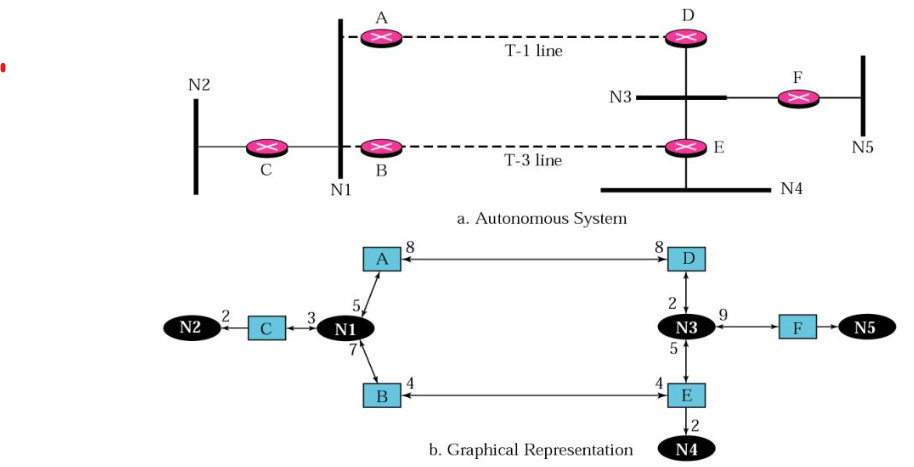 A
D
T-1 line
N2
F
N3
C
B
T-3 line
E
N5
N1
N4
a. Autonomous System
A 8
8 D
5
2
N2 2 C 3 N1
N3 9 F N5
7
5
B 4
4 E
2
b. Graphical Representation
N4